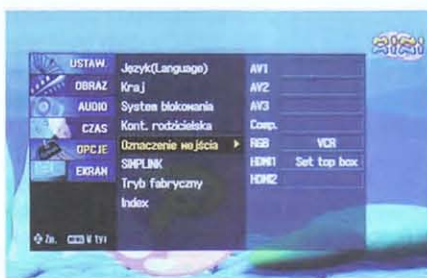 USTAW.
OBRAZ
AUDIO
CZAS
OPCJE
EKRAN
Język(Language)
Kraj
System blokowania
Kont. rodzicielska
Oznaczenie wejścia
SIMPLINK
Tryb fabryczny
Index
AV1
AV2
AV3
Comp.
RGB VCR
HDMI1 Set top box
HDMI2
MENU